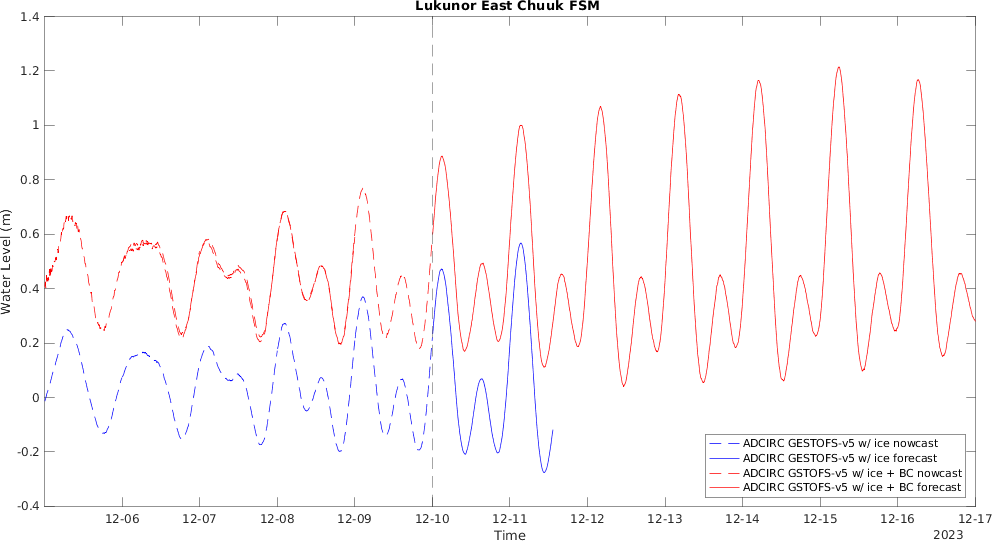 Lukunor East Chuuk FSM
1.4
1.2
1
0.8
0.6
0.4
0.2
0
-0.2
-0.4
Water Level (m)
ADCIRC GESTOFS-v5 w/ ice nowcast
ADCIRC GESTOFS-v5 w/ ice forecast
ADCIRC GSTOFS-v5 w/ ice + BC nowcast
ADCIRC GSTOFS-v5 w/ ice + BC forecast
12-06 12-07 12-08 12-09 12-10 12-11 12-12 12-13 12-14 12-15 12-16 12-17
Time
2023